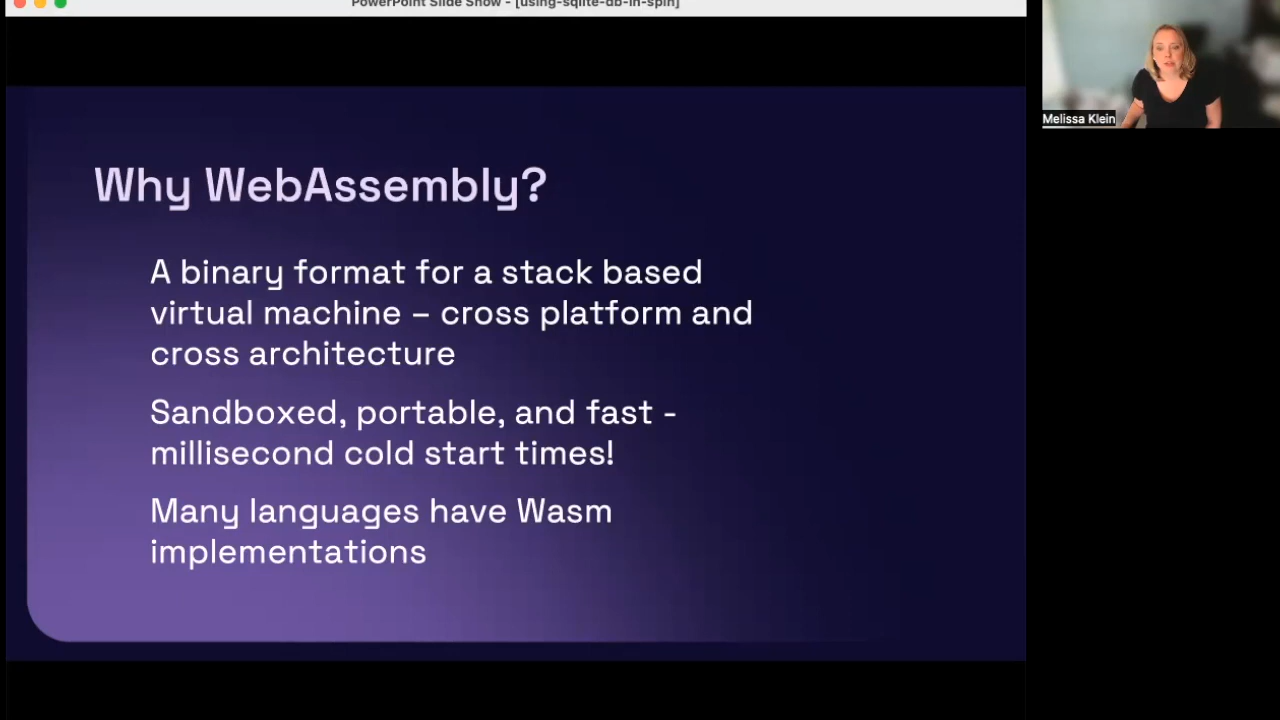 PowerPoint Slide Show - [using-sqlite-db-in-spin]
Melissa Klein
Why WebAssembly?
A binary format for a stack based
virtual machine – cross platform and
cross architecture
Sandboxed, portable, and fast -
millisecond cold start times!
Many languages have Wasm
implementations